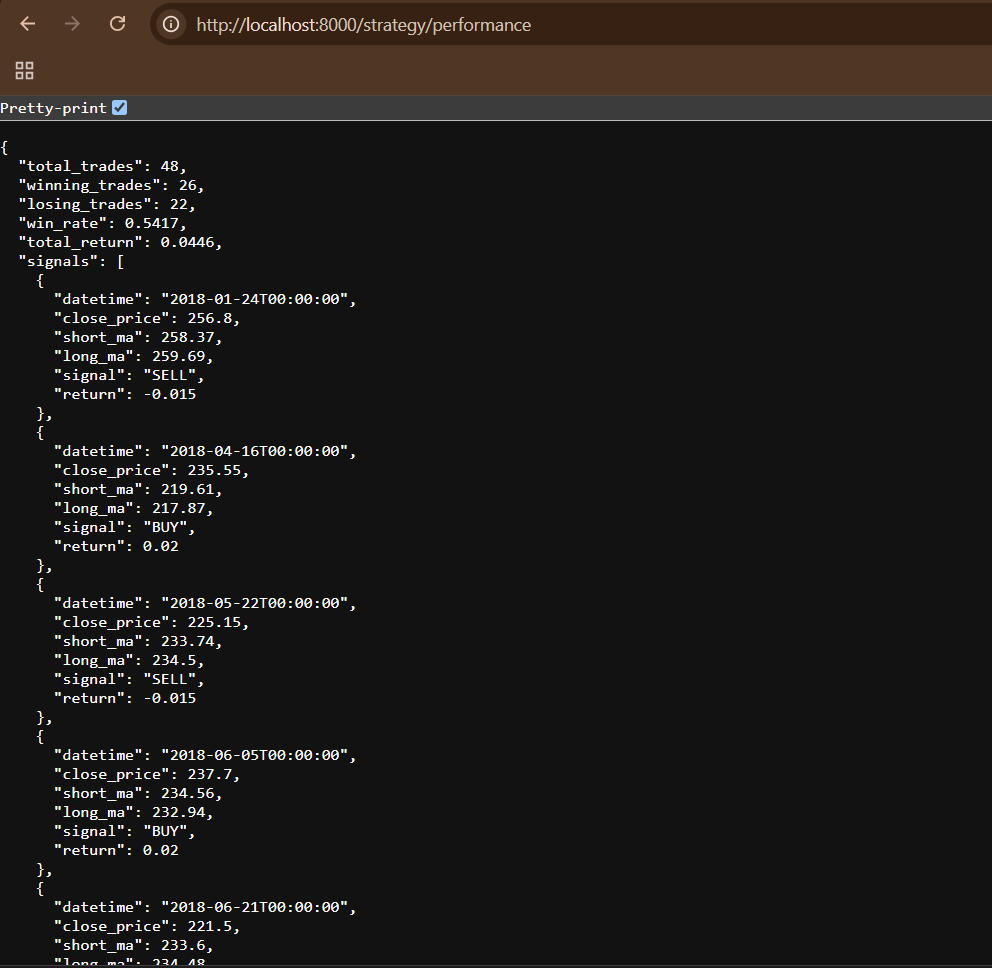 http://localhost:8000/strategy/performance
Pretty-print
{
  "total_trades": 48,
  "winning_trades": 26,
  "losing_trades": 22,
  "win_rate": 0.5417,
  "total_return": 0.0446,
  "signals": [
    {
      "datetime": "2018-01-24T00:00:00",
      "close_price": 256.8,
      "short_ma": 258.37,
      "long_ma": 259.69,
      "signal": "SELL",
      "return": -0.015
    },
    {
      "datetime": "2018-04-16T00:00:00",
      "close_price": 235.55,
      "short_ma": 219.61,
      "long_ma": 217.87,
      "signal": "BUY",
      "return": 0.02
    },
    {
      "datetime": "2018-05-22T00:00:00",
      "close_price": 225.15,
      "short_ma": 233.74,
      "long_ma": 234.5,
      "signal": "SELL",
      "return": -0.015
    },
    {
      "datetime": "2018-06-05T00:00:00",
      "close_price": 237.7,
      "short_ma": 234.56,
      "long_ma": 232.94,
      "signal": "BUY",
      "return": 0.02
    },
    {
      "datetime": "2018-06-21T00:00:00",
      "close_price": 221.5,
      "short_ma": 233.6,
      "long_ma": 234.48